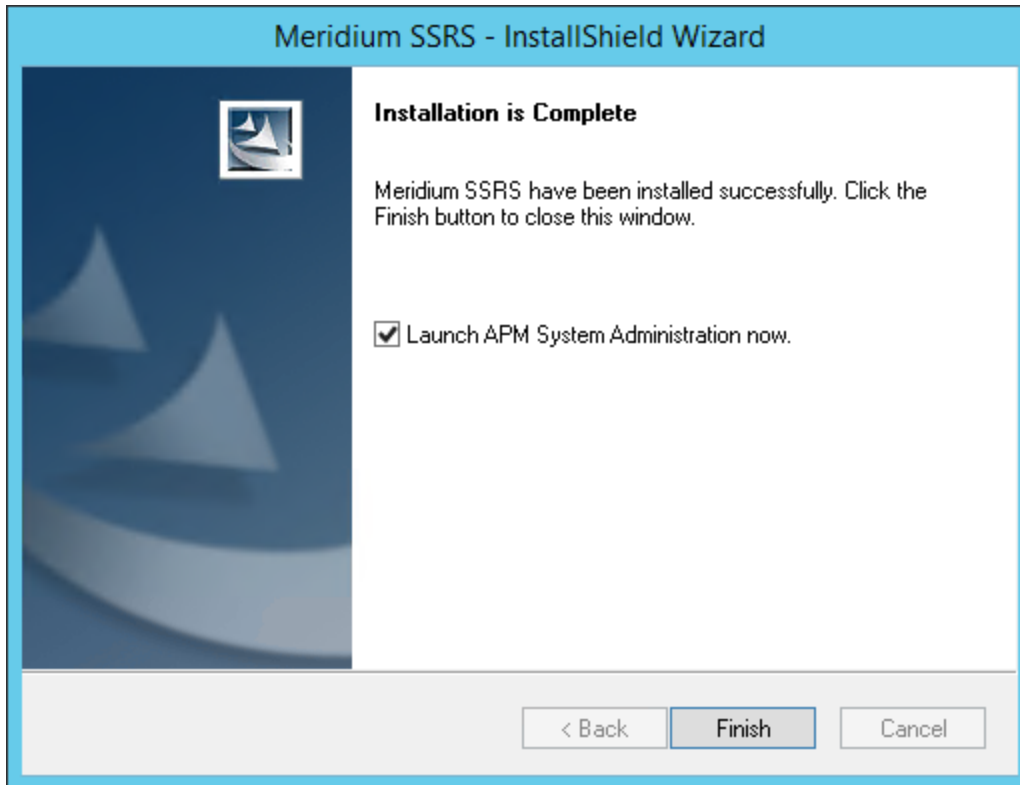 Meridium SSRS - InstallShield Wizard
Installation is Complete
Meridium SSRS have been installed successfully. Click the
Finish button to close this window.
Launch APM System Administration now.
< Back
Finish
Cancel